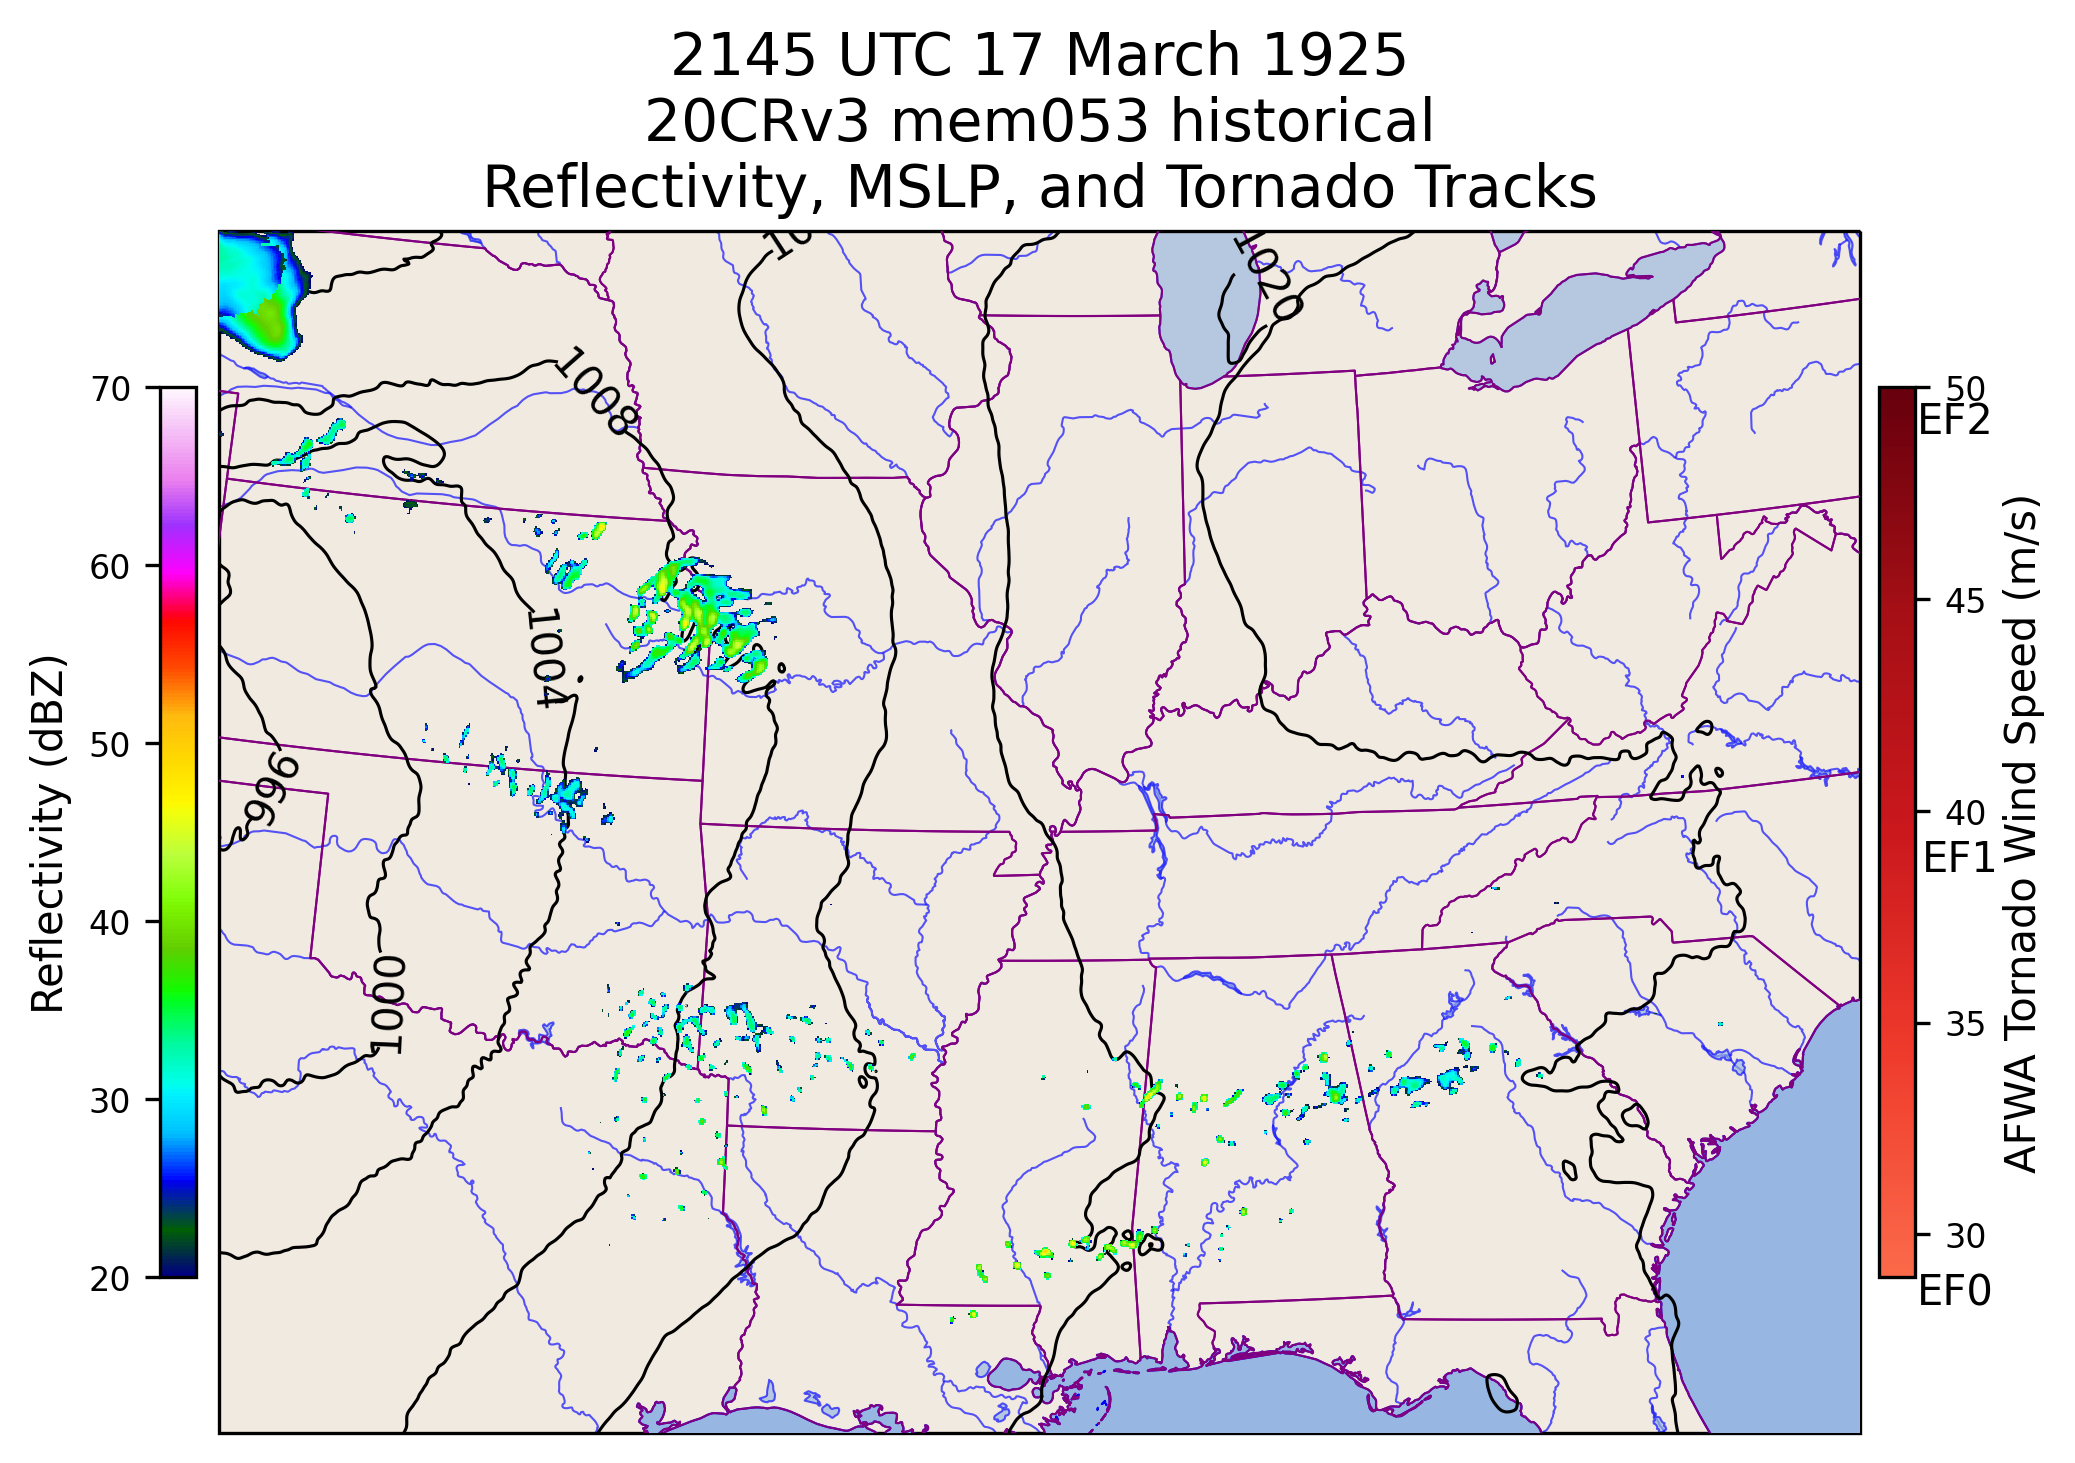 2145 UTC 17 March 1925
20CRv3 mem053 historical
Reflectivity, MSLP, and Tornado Tracks
10
1020
1008
1004
996
1000
70
60
50
40
30
20
Reflectivity (dBZ)
50
EF2
45
40
EF1
35
30
EF0
AFWA Tornado Wind Speed (m/s)